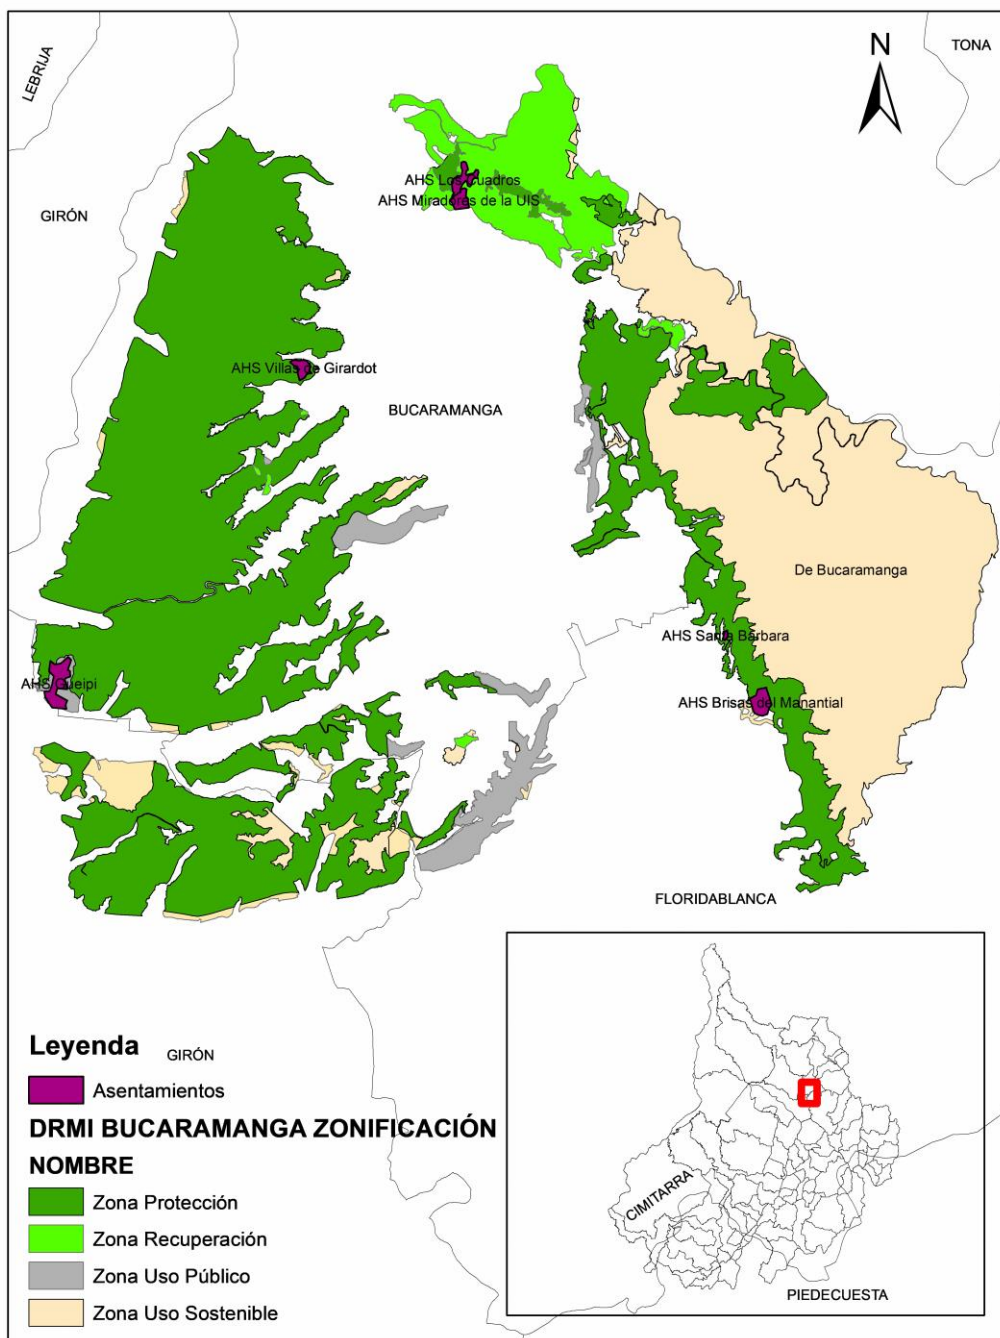 LEBRIJA
N
TONA
GIRÓN
AHS Los Cuadros
AHS Miradores de la UIS
AHS Villas de Girardot
BUCARAMANGA
De Bucaramanga
AHS Santa Bárbara
AHS Queipi
AHS Brisas del Manantial
FLORIDABLANCA
Leyenda
GIRÓN
Asentamientos
DRMI BUCARAMANGA ZONIFICACIÓN
NOMBRE
Zona Protección
Zona Recuperación
Zona Uso Público
Zona Uso Sostenible
CIMITARRA
PIEDECUESTA